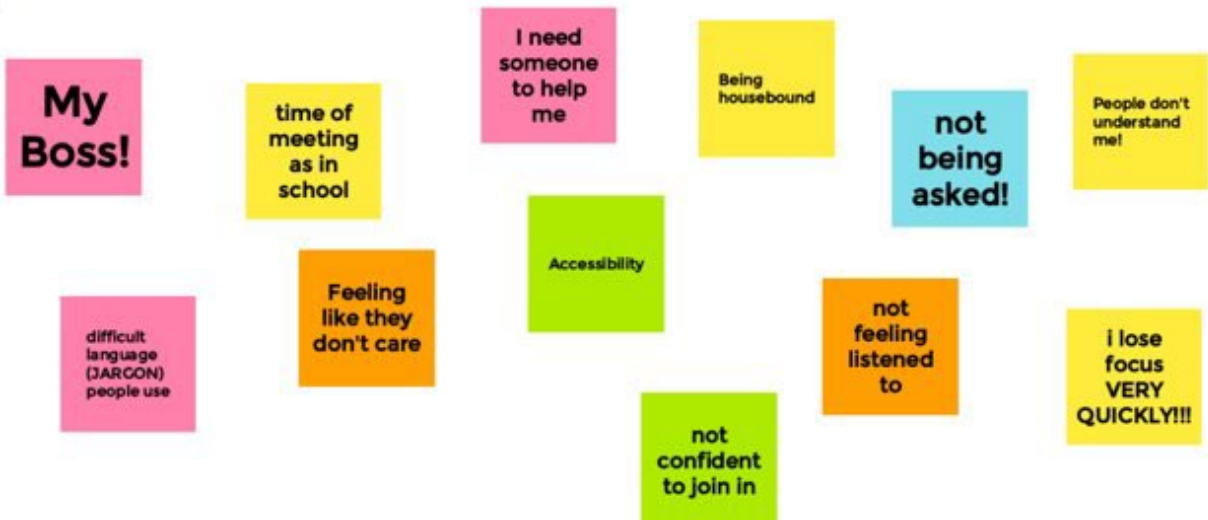 My
Boss!
time of
meeting
as in
school
I need
someone
to help
me
Being
housebound
not
being
asked!
People don't
understand
me!
difficult
language
(JARGON)
people use
Feeling
like they
don't care
Accessibility
not
confident
to join in
not
feeling
listened
to
i lose
focus
VERY
QUICKLY!!!